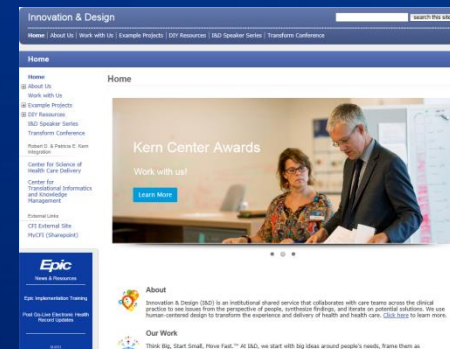 Innovation & Design
search this site
Home | About Us | Work with Us | Example Projects | DIY Resources | I&D Speaker Series | Transform Conference
Home
Home
About Us
Work with Us
Example Projects
DIY Resources
I&D Speaker Series
Transform Conference
Robert D. & Patricia E. Kern
Integration
Center for Science of
Health Care Delivery
Center for
Translational Informatics
and Knowledge
Management
External Links
CFI External Site
MyCFI (Sharepoint)
Epic
News & Resources
Epic Implementation Training
Post Go-Live Electronic Health
Record Updates
Home
Kern Center Awards
Work with us!
Learn More
About
Innovation & Design (I&D) is an institutional shared service that collaborates with care teams across the clinical
practice to see issues from the perspective of people, synthesize findings, and iterate on potential solutions. We use
human-centered design to transform the experience and delivery of health and health care. Click here to learn more.
Our Work
Think Big, Start Small, Move Fast.™ At I&D, we start with big ideas around people's needs, frame them as